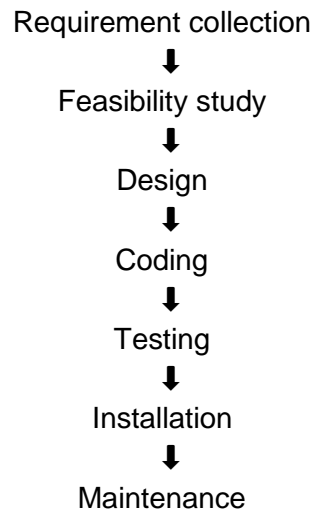 Requirement collection
Feasibility study
Design
Coding
Testing
Installation
Maintenance